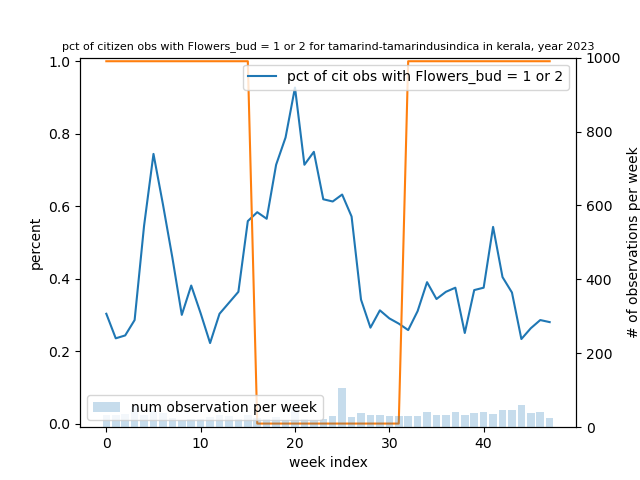 pct of citizen obs with Flowers_bud = 1 or 2 for tamarind-tamarindusindica in kerala, year 2023
pct of cit obs with Flowers_bud = 1 or 2
1.0
0.8
0.6
0.4
0.2
0.0
percent
1000
800
600
400
200
0
# of observations per week
num observation per week
0 10 20 30 40
week index